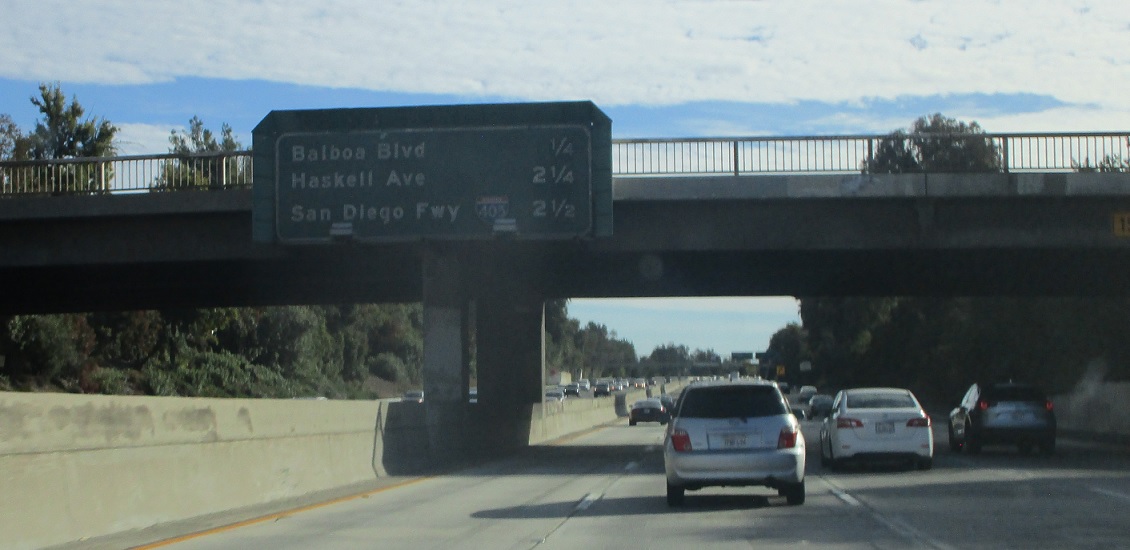 Balboa Blvd 1/4
Haskell Ave 2 1/4
San Diego Fwy 405 2 1/2